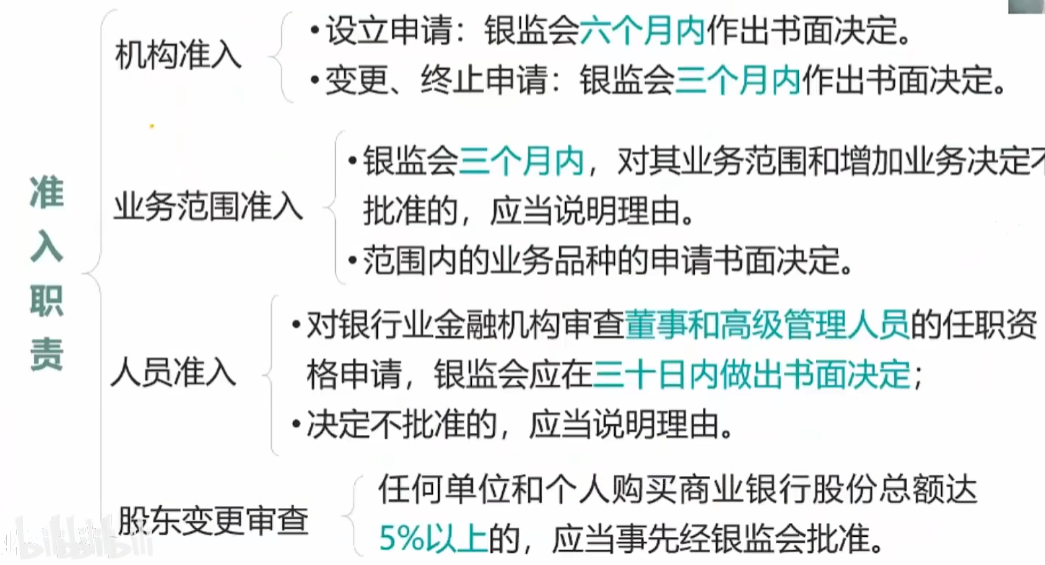 准入职责
机构准入
•设立申请：银监会六个月内作出书面决定。
•变更、终止申请：银监会三个月内作出书面决定。
业务范围准入
•银监会三个月内，对其业务范围和增加业务决定不
批准的，应当说明理由。
•范围内的业务品种的申请书面决定。
人员准入
•对银行业金融机构审查董事和高级管理人员的任职资
格申请，银监会应在三十日内做出书面决定；
•决定不批准的，应当说明理由。
股东变更审查
任何单位和个人购买商业银行股份总额达
5%以上的，应当事先经银监会批准。
bilibili